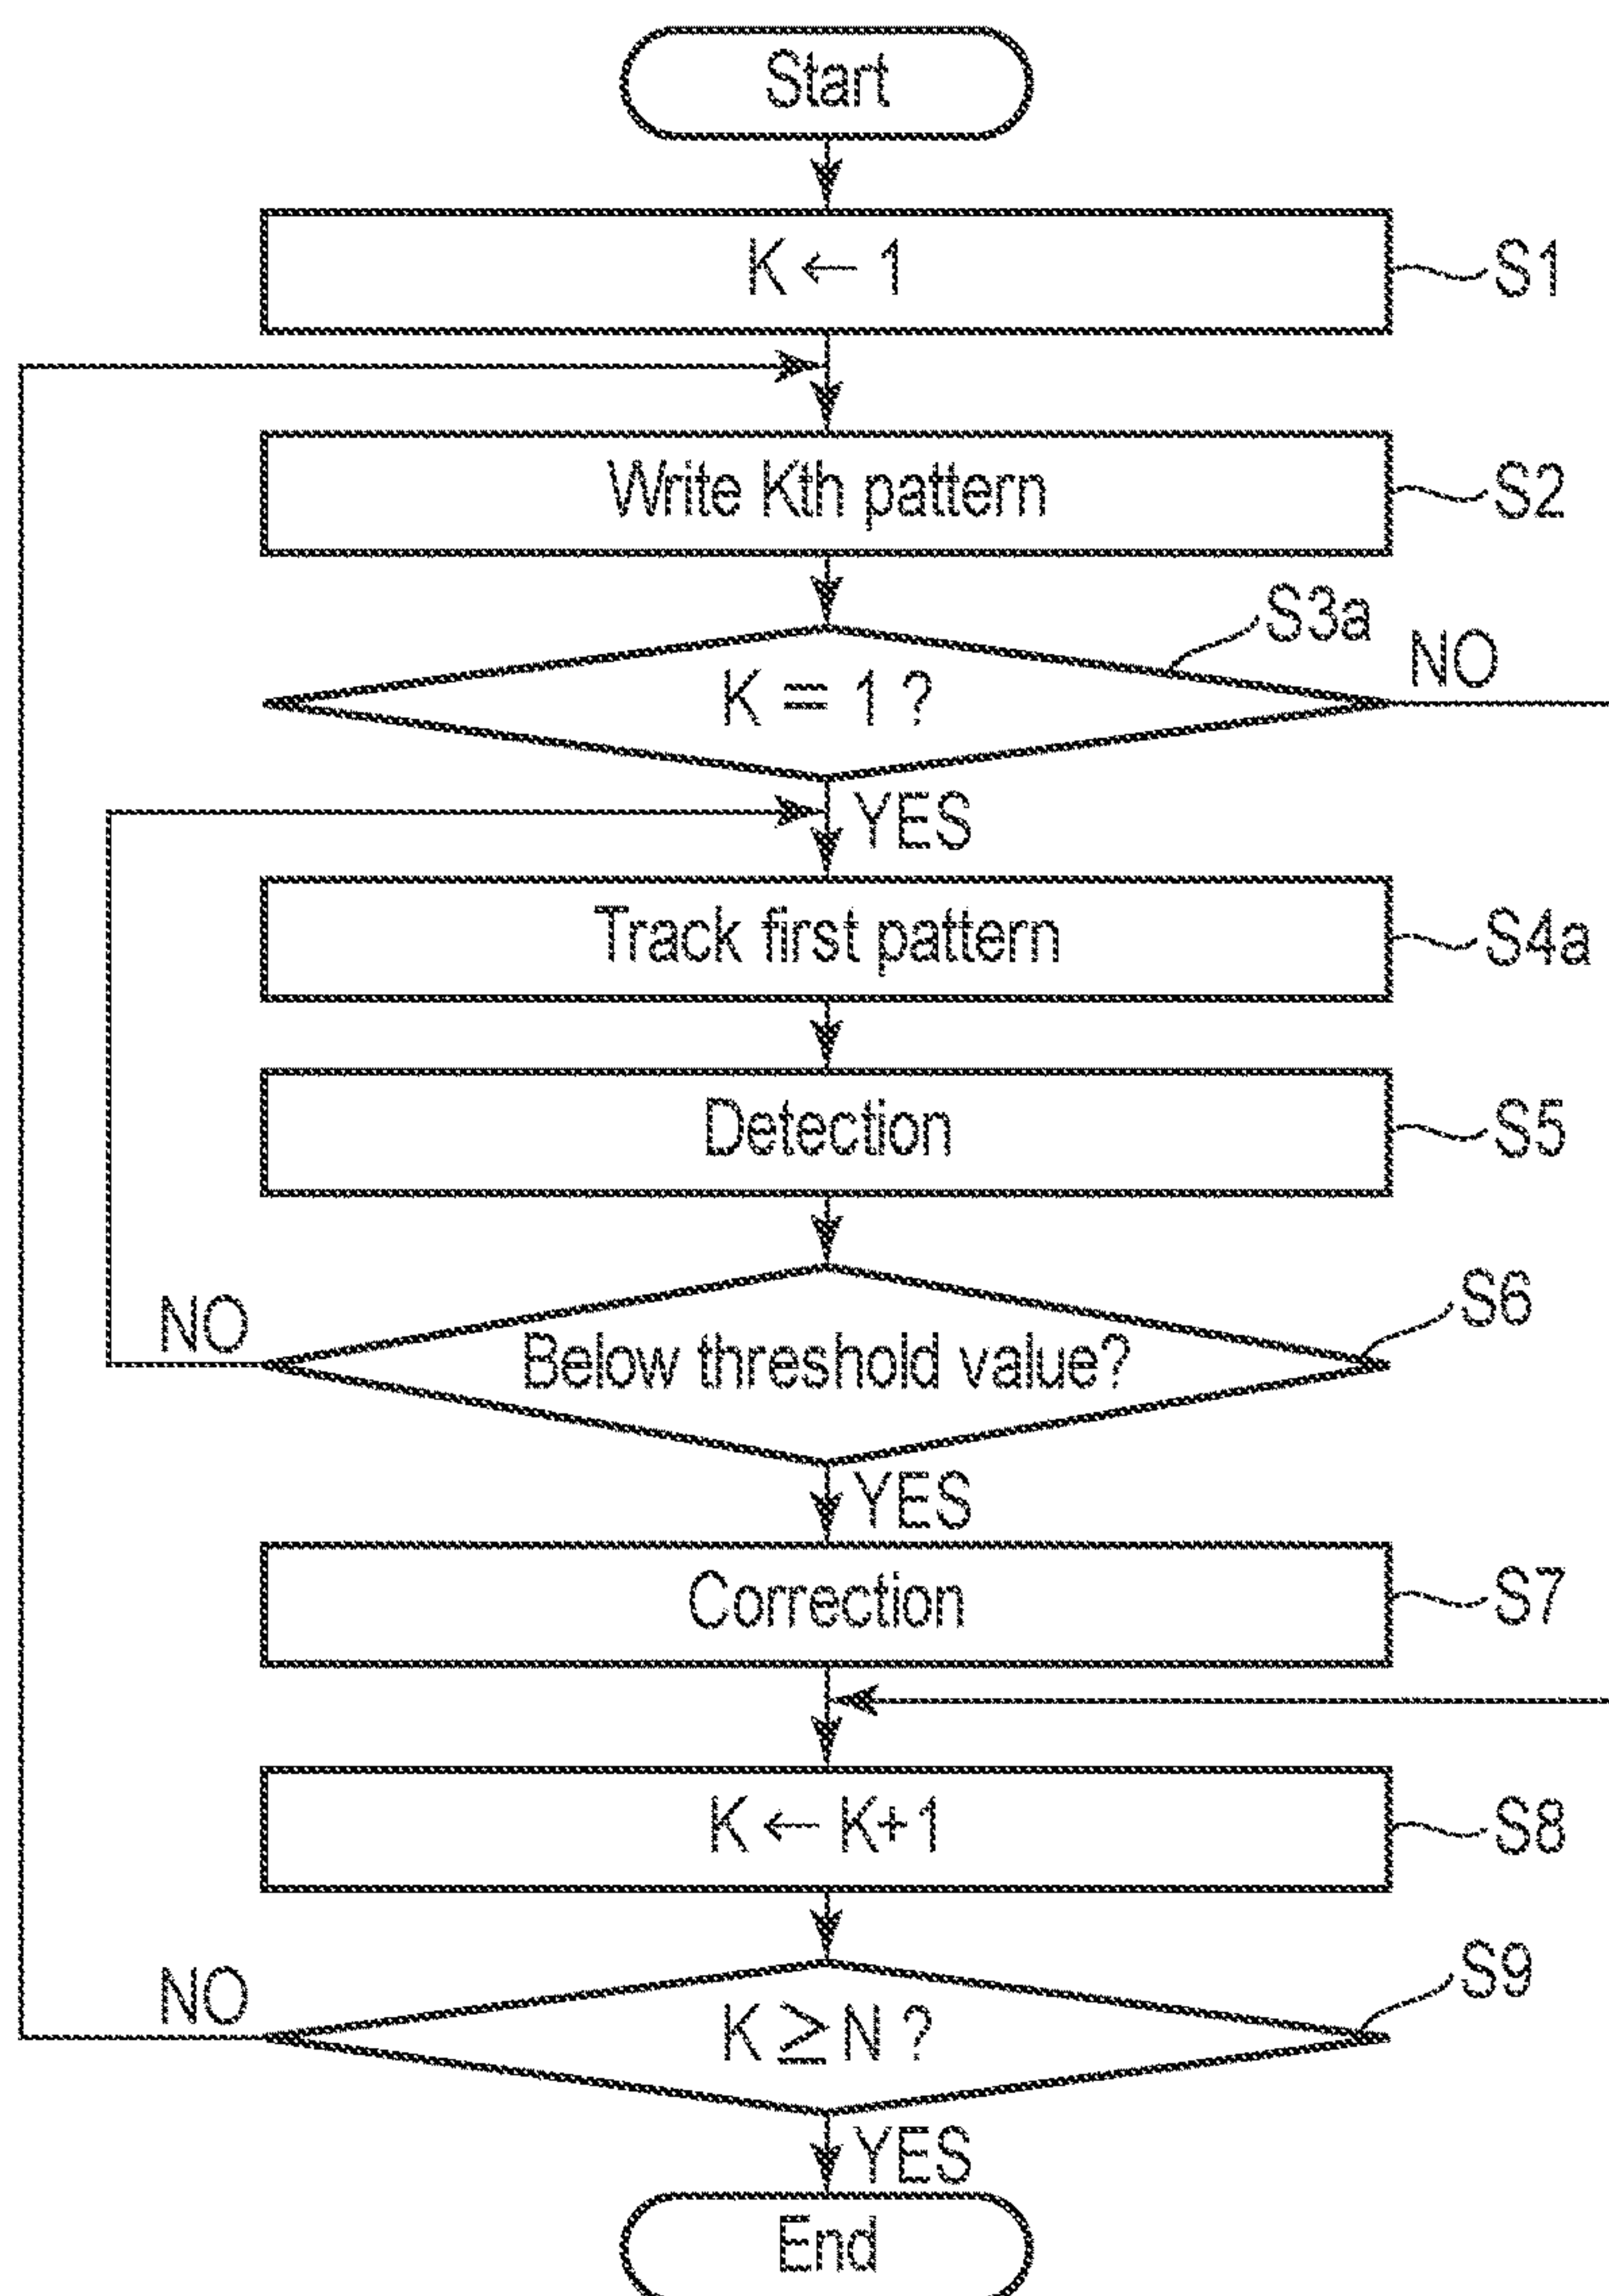 Start
K ← 1
S1
Write Kth pattern
S2
S3a
K = 1 ?
NO
YES
Track first pattern
S4a
Detection
S5
S6
NO
Below threshold value?
YES
Correction
S7
K ← K+1
S8
S9
NO
K ≧ N ?
YES
End